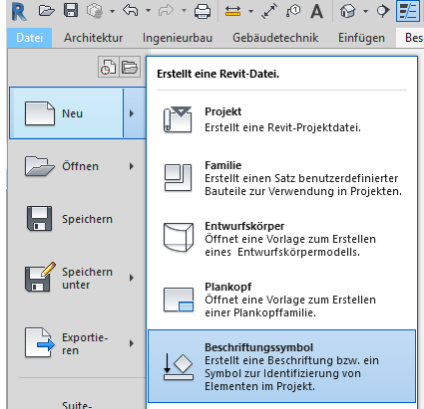 R A
Datei Architektur Ingenieurbau Gebäudetechnik Einfügen Bes
Erstellt eine Revit-Datei.
Neu
Projekt
Erstellt eine Revit-Projektdatei.
Öffnen
Familie
Erstellt einen Satz benutzerdefinierter
Bauteile zur Verwendung in Projekten.
Speichern
Entwurfskörper
Öffnet eine Vorlage zum Erstellen
eines Entwurfskörpermodells.
Speichern
unter
Plankopf
Öffnet eine Vorlage zum Erstellen
einer Plankopffamilie.
Exportie-
ren
Beschriftungssymbol
Erstellt eine Beschriftung bzw. ein
Symbol zur Identifizierung von
Elementen im Projekt.
Suite-